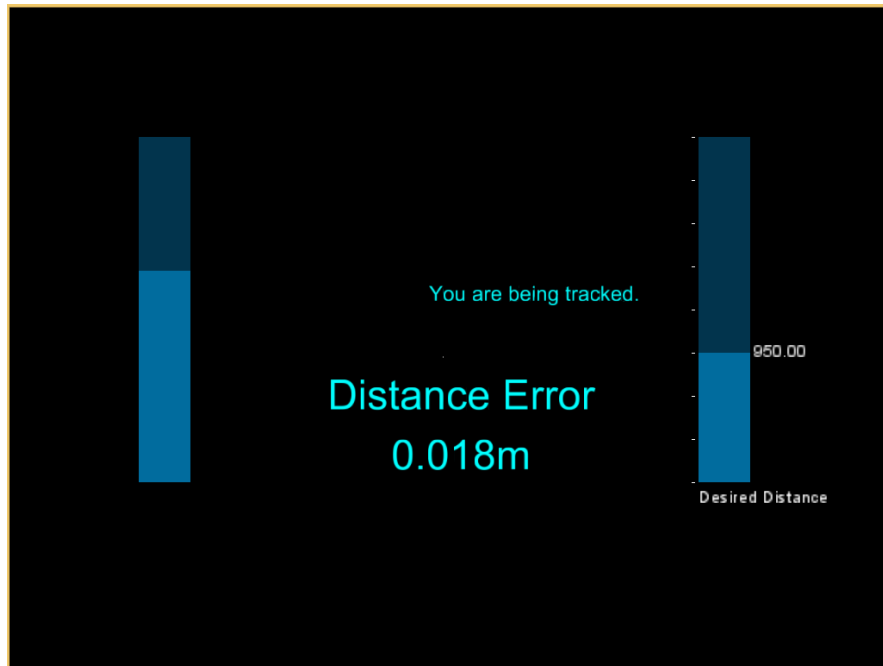 You are being tracked.
950.00
Distance Error
0.018m
Desired Distance